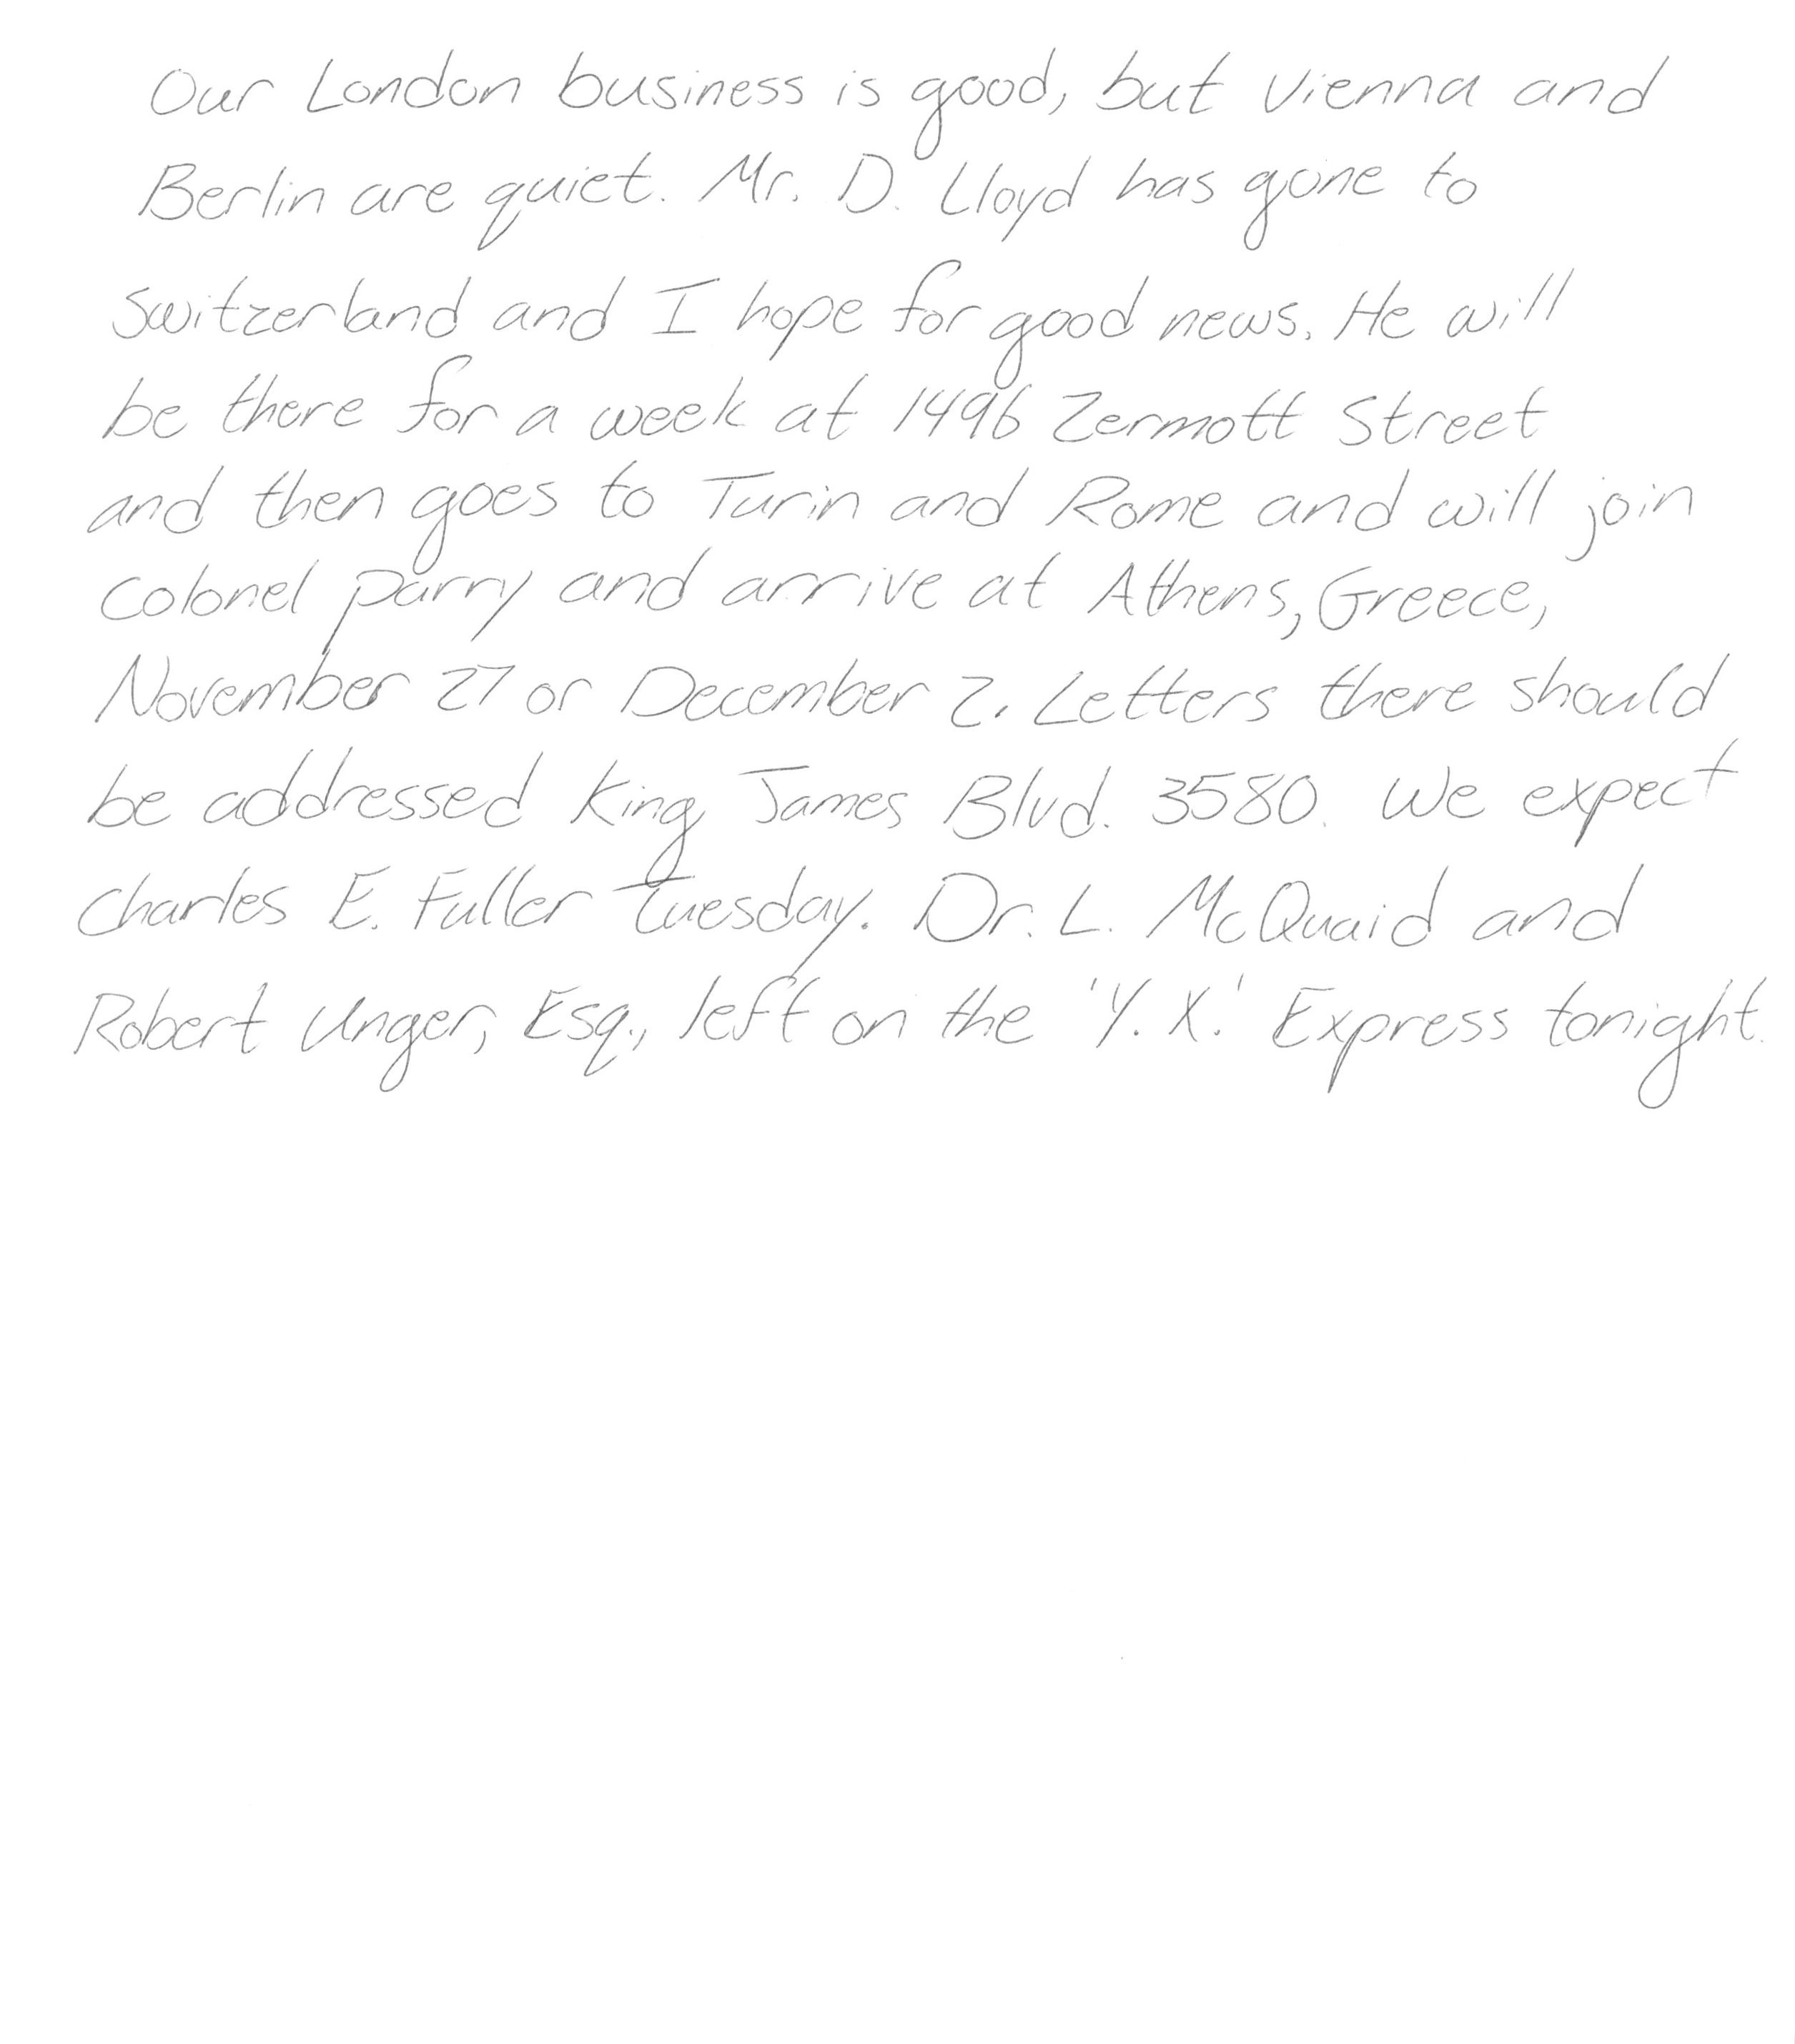 Our London business is good, but Vienna and
Berlin are quiet. Mr. D. Lloyd has gone to
Switzerland and I hope for good news. He will
be there for a week at 1496 Zermott Street
and then goes to Turin and Rome and will join
Colonel Parry and arrive at Athens, Greece,
November 27 or December 2. Letters there should
be addressed King James Blvd. 3580. We expect
Charles E. Fuller Tuesday. Dr. L. McQuaid and
Robert Unger, Esq., left on the 'Y. X.' Express tonight.